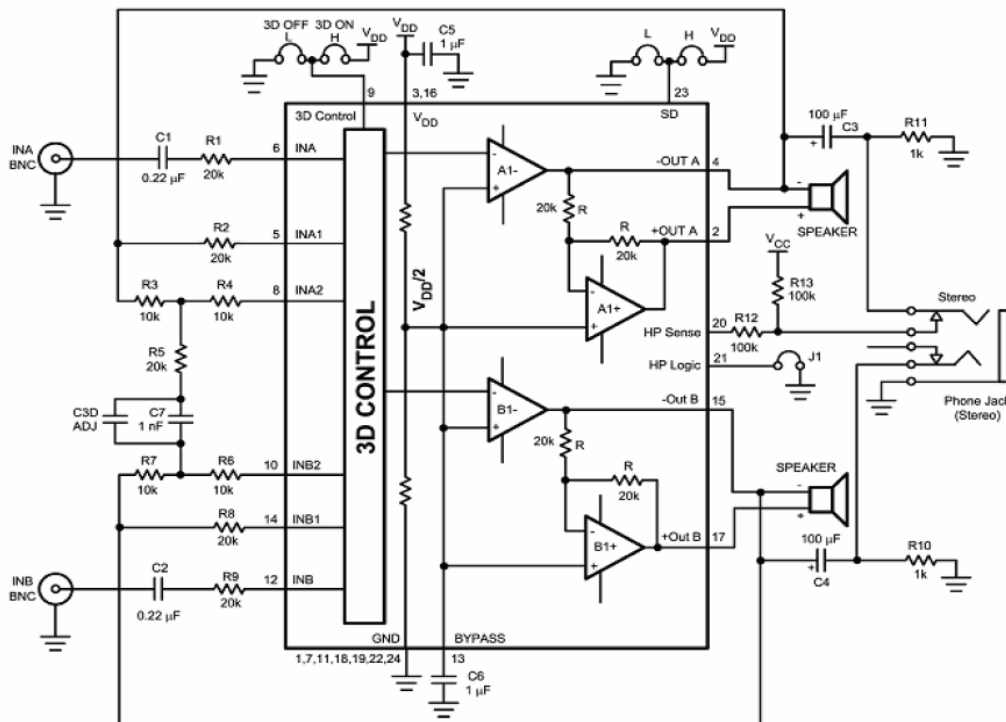 3D OFF
L
3D ON
H
V_DD
V_DD
C5
1 µF
L
H
V_DD
9
3,16
23
3D Control
V_DD
SD
100 µF
+
C3
R11
1k
INA
BNC
C1
0.22 µF
R1
20k
6
INA
-
A1-
+
-OUT A
4
20k
R
-
+
SPEAKER
R2
20k
5
INA1
R
20k
+OUT A
2
V_CC
R3
10k
R4
10k
8
INA2
V_DD/2
-
A1+
+
R13
100k
Stereo
HP Sense
20
R12
100k
R5
20k
HP Logic
21
J1
3D CONTROL
Phone Jack
(Stereo)
C3D
ADJ
C7
1 nF
-
B1-
+
-Out B
15
20k
R
SPEAKER
-
+
R7
10k
R6
10k
10
INB2
R
20k
R8
20k
14
INB1
-
B1+
+
+Out B
17
100 µF
+
C4
R10
1k
INB
BNC
C2
0.22 µF
R9
20k
12
INB
GND
BYPASS
1,7,11,18,19,22,24
13
C6
1 µF